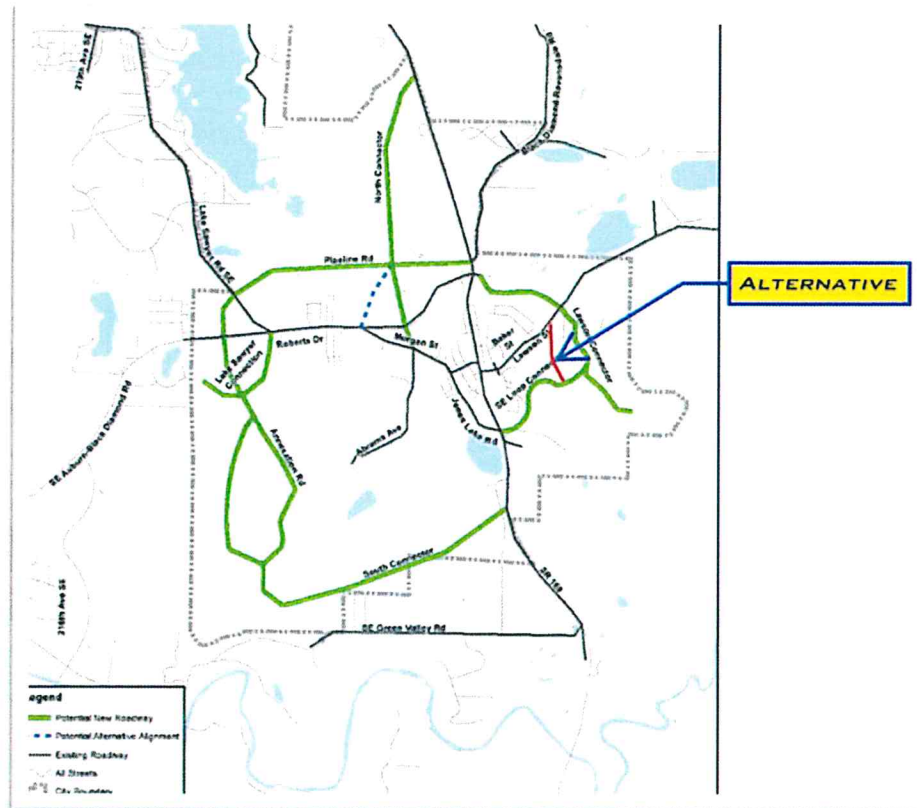 219th Ave SE
Black Diamond-Ravensdale
North Connector
Lake Sawyer Rd SE
Pipeline Rd
ALTERNATIVE
Roberts Dr
Morgan St
Baker
St
Lawson St
Lawson Connector
Lake Sawyer
Connection
SE Loop Connector
Jones Lake Rd
SE Auburn-Black Diamond Rd
Annexation Rd
Abrams Ave
South Connector
SR 169
SE Green Valley Rd
216th Ave SE
egend
Potential New Roadway
Potential Alternative Alignment
Existing Roadway
All Streets
City Boundary